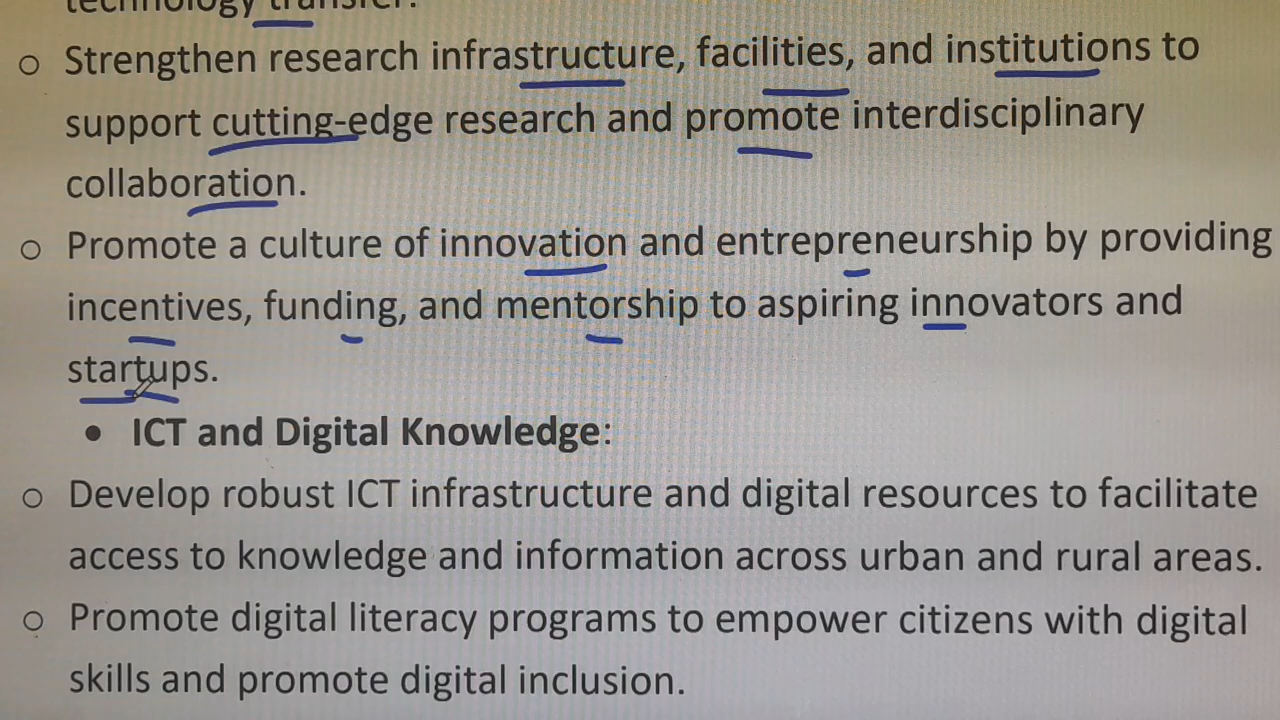 technology transfer.
○ Strengthen research infrastructure, facilities, and institutions to
support cutting-edge research and promote interdisciplinary
collaboration.
○ Promote a culture of innovation and entrepreneurship by providing
incentives, funding, and mentorship to aspiring innovators and
startups.
• ICT and Digital Knowledge:
○ Develop robust ICT infrastructure and digital resources to facilitate
access to knowledge and information across urban and rural areas.
○ Promote digital literacy programs to empower citizens with digital
skills and promote digital inclusion.